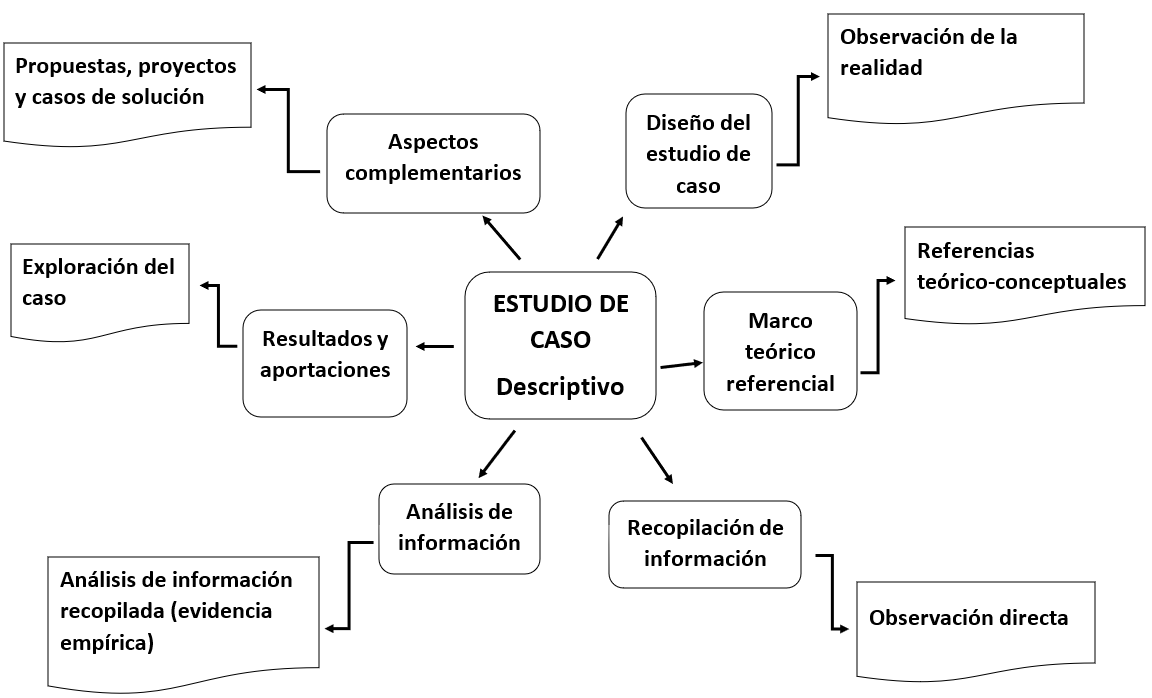 Observación de la
realidad
Propuestas, proyectos
y casos de solución
Aspectos
complementarios
Diseño del
estudio de
caso
Exploración del
caso
Referencias
teórico-conceptuales
ESTUDIO DE
CASO
Descriptivo
Resultados y
aportaciones
Marco
teórico
referencial
Análisis de
información
Recopilación de
información
Análisis de información
recopilada (evidencia
empírica)
Observación directa